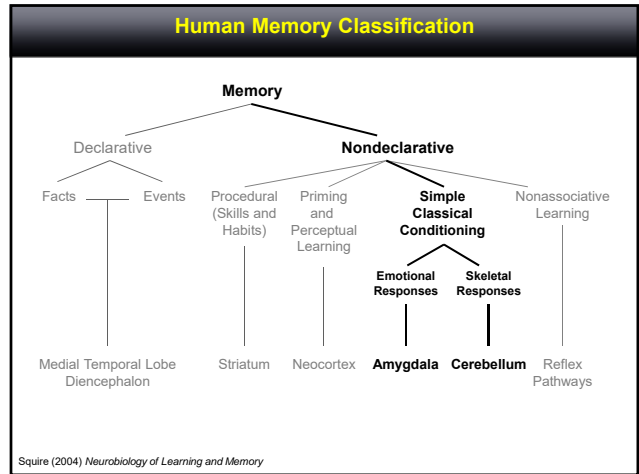 Human Memory Classification
Memory
Declarative
Nondeclarative
Facts
Events
Procedural
(Skills and
Habits)
Priming
and
Perceptual
Learning
Simple
Classical
Conditioning
Nonassociative
Learning
Emotional
Responses
Skeletal
Responses
Medial Temporal Lobe
Diencephalon
Striatum
Neocortex
Amygdala
Cerebellum
Reflex
Pathways
Squire (2004) Neurobiology of Learning and Memory